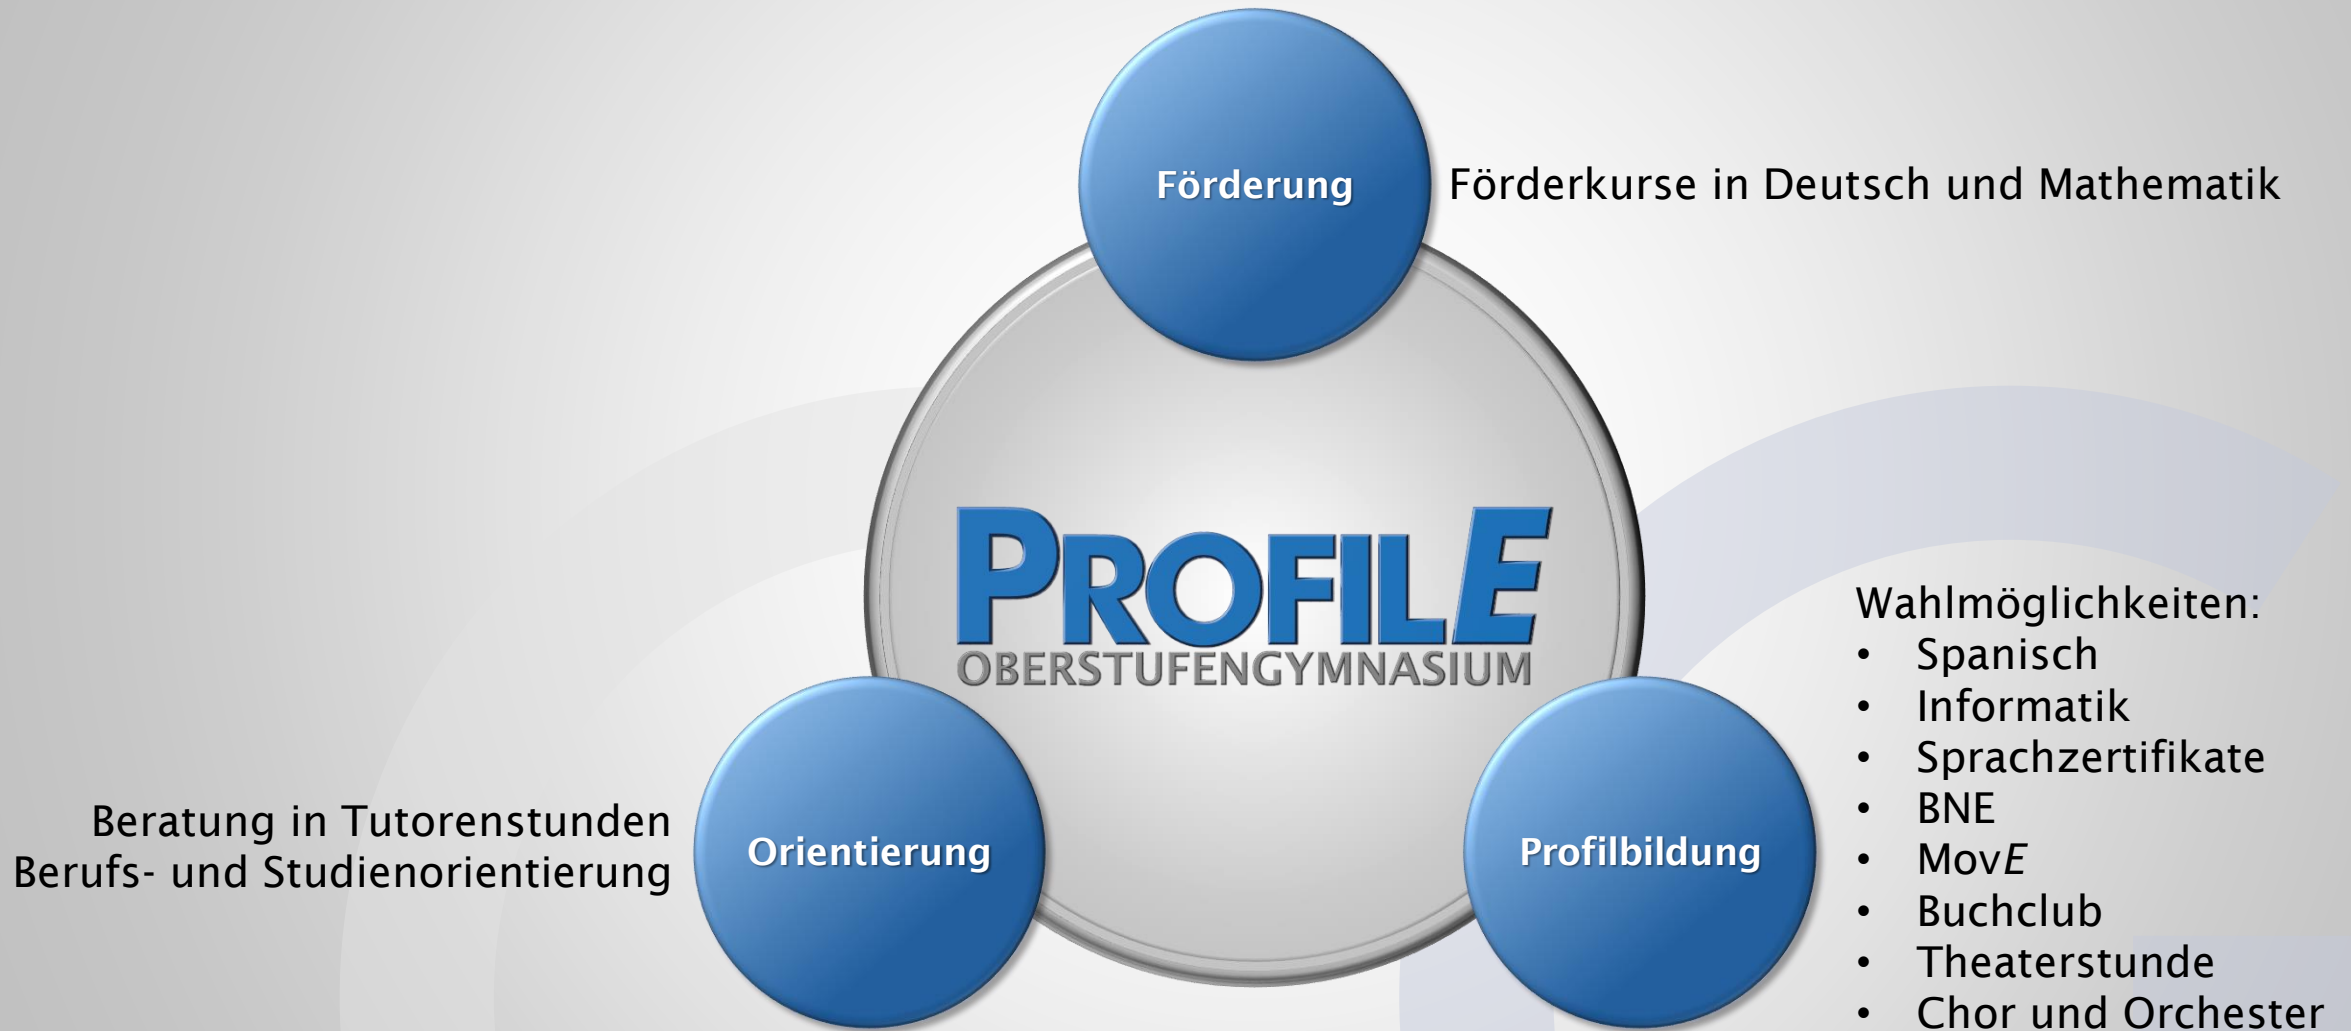 Förderung
Förderkurse in Deutsch und Mathematik
PROFILE
OBERSTUFENGYMNASIUM
Beratung in Tutorenstunden
Berufs- und Studienorientierung
Orientierung
Profilbildung
Wahlmöglichkeiten:
• Spanisch
• Informatik
• Sprachzertifikate
• BNE
• MovE
• Buchclub
• Theaterstunde
• Chor und Orchester